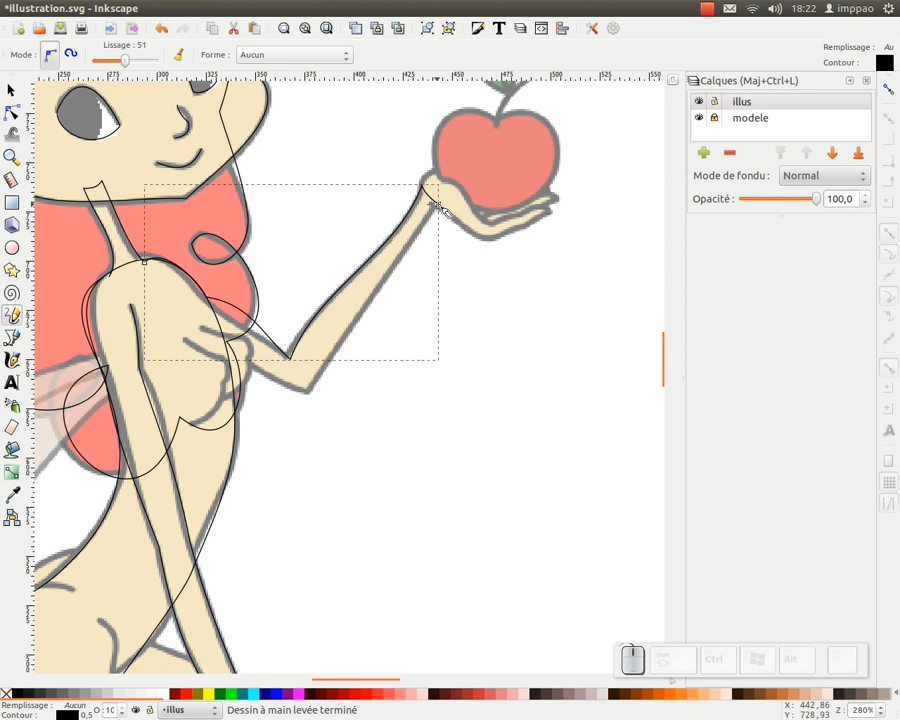 *illustration.svg - Inkscape
18:22 imppao
Mode :
Lissage : 51
Forme :
Aucun
Remplissage : Au
Contour :
250 275 300 325 350 375 400 425 450 475 500 525 550
Calques (Maj+Ctrl+L)
illus
modele
Mode de fondu :
Normal
Opacité :
100,0
Ctrl
Alt
Remplissage : Aucun
Contour : 0,5
O: 10
•illus
Dessin à main levée terminé
X : 442,86
Y : 728,93
Z : 280%